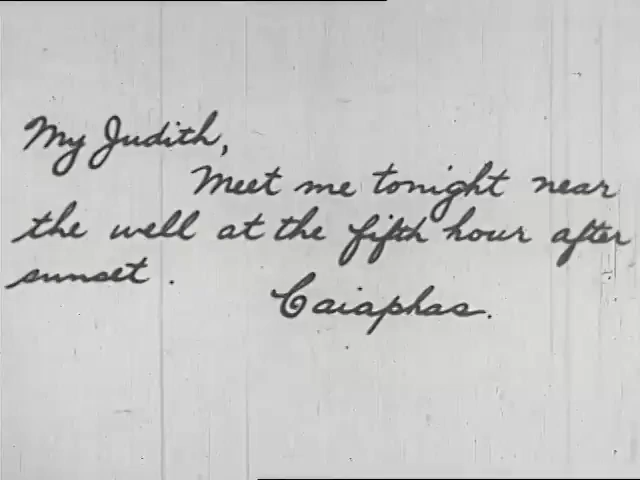 My Judith,
Meet me tonight near
the well at the fifth hour after
sunset.
Caiaphas.